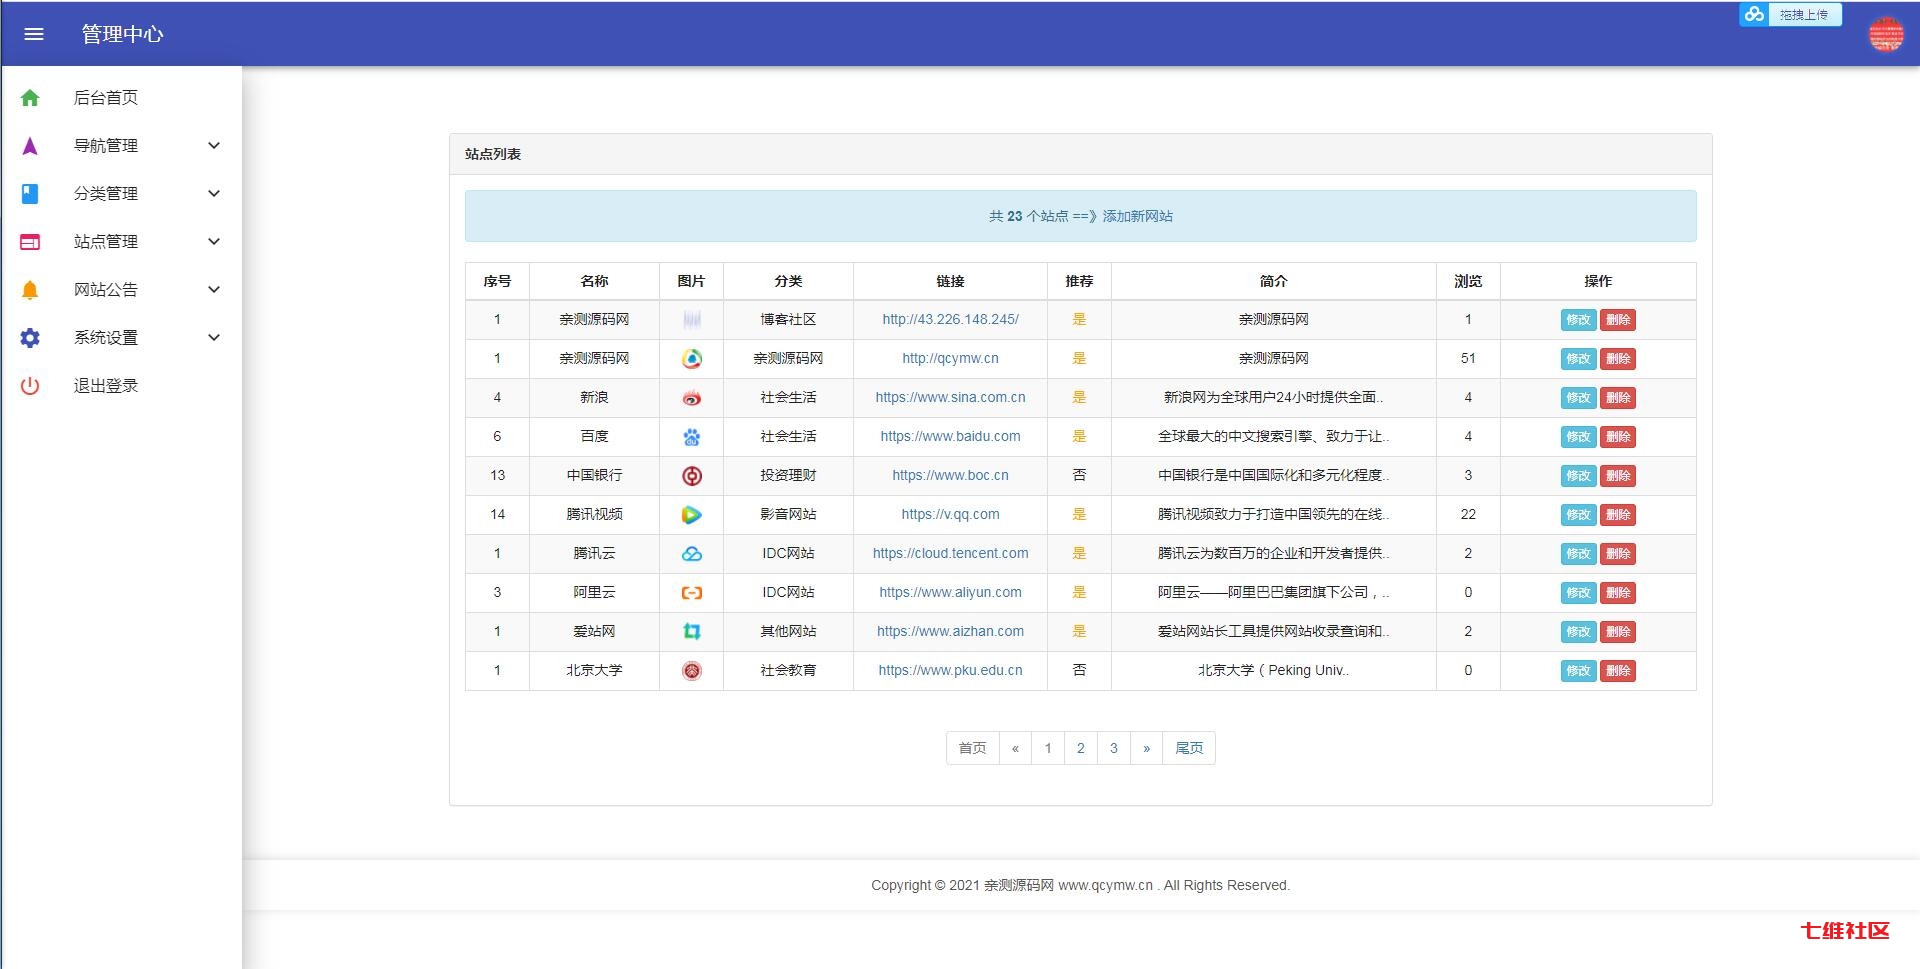 管理中心
拖拽上传
后台首页
导航管理
分类管理
站点管理
网站公告
系统设置
退出登录
站点列表
共 23 个站点 ==》添加新网站
序号 名称 图片 分类 链接 推荐 简介 浏览 操作
1 亲测源码网 博客社区 http://43.226.148.245/ 是 亲测源码网 1 修改 删除
1 亲测源码网 亲测源码网 http://qcymw.cn 是 亲测源码网 51 修改 删除
4 新浪 社会生活 https://www.sina.com.cn 是 新浪网为全球用户24小时提供全面.. 4 修改 删除
6 百度 社会生活 https://www.baidu.com 是 全球最大的中文搜索引擎、致力于让.. 4 修改 删除
13 中国银行 投资理财 https://www.boc.cn 否 中国银行是中国国际化和多元化程度.. 3 修改 删除
14 腾讯视频 影音网站 https://v.qq.com 是 腾讯视频致力于打造中国领先的在线.. 22 修改 删除
1 腾讯云 IDC网站 https://cloud.tencent.com 是 腾讯云为数百万的企业和开发者提供.. 2 修改 删除
3 阿里云 IDC网站 https://www.aliyun.com 是 阿里云——阿里巴巴集团旗下公司，.. 0 修改 删除
1 爱站网 其他网站 https://www.aizhan.com 是 爱站网站长工具提供网站收录查询和.. 2 修改 删除
1 北京大学 社会教育 https://www.pku.edu.cn 否 北京大学（Peking Univ.. 0 修改 删除
首页 « 1 2 3 » 尾页
Copyright © 2021 亲测源码网 www.qcymw.cn . All Rights Reserved.
七维社区